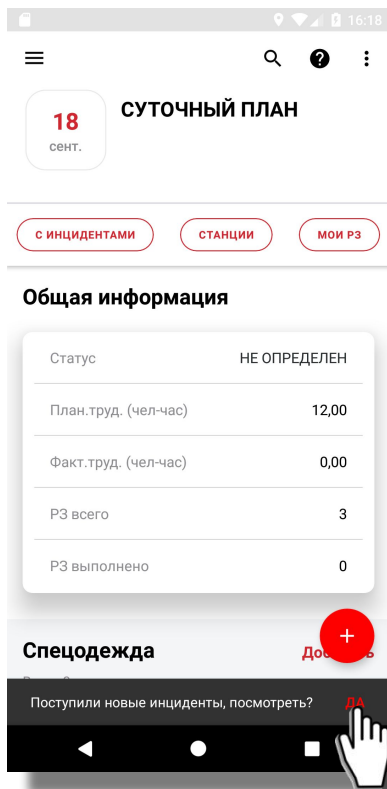 16:18
18
сент.
СУТОЧНЫЙ ПЛАН
С ИНЦИДЕНТАМИ СТАНЦИИ МОИ РЗ
Общая информация
Статус НЕ ОПРЕДЕЛЕН
План.труд. (чел-час) 12,00
Факт.труд. (чел-час) 0,00
РЗ всего 3
РЗ выполнено 0
Спецодежда
Поступили новые инциденты, посмотреть? ДА